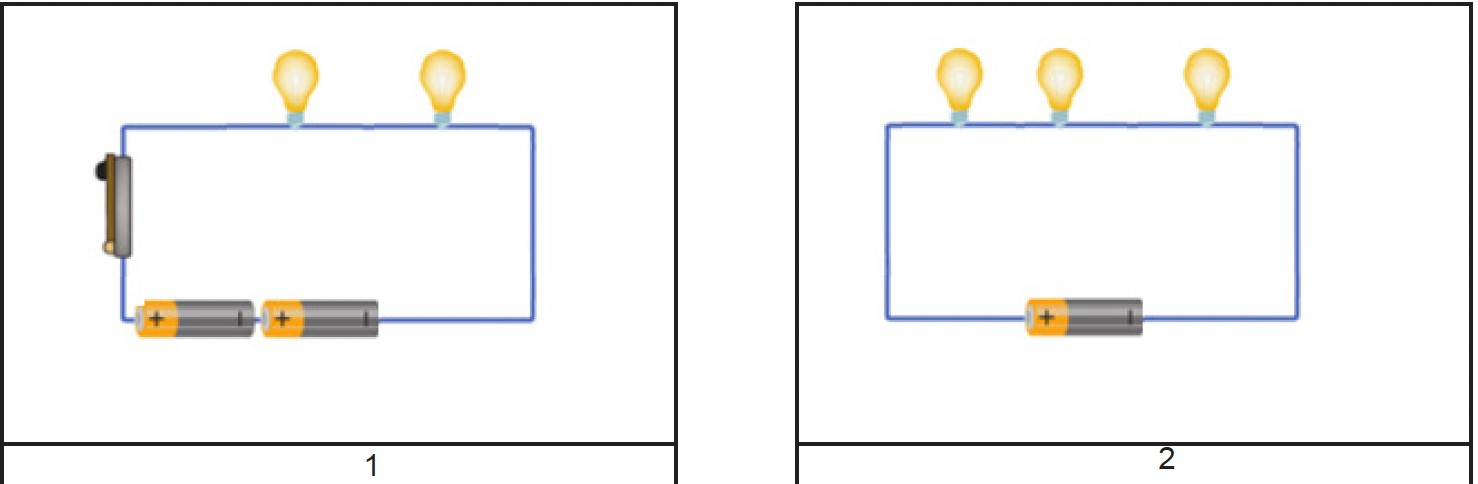 + - + -
+ -
1
2